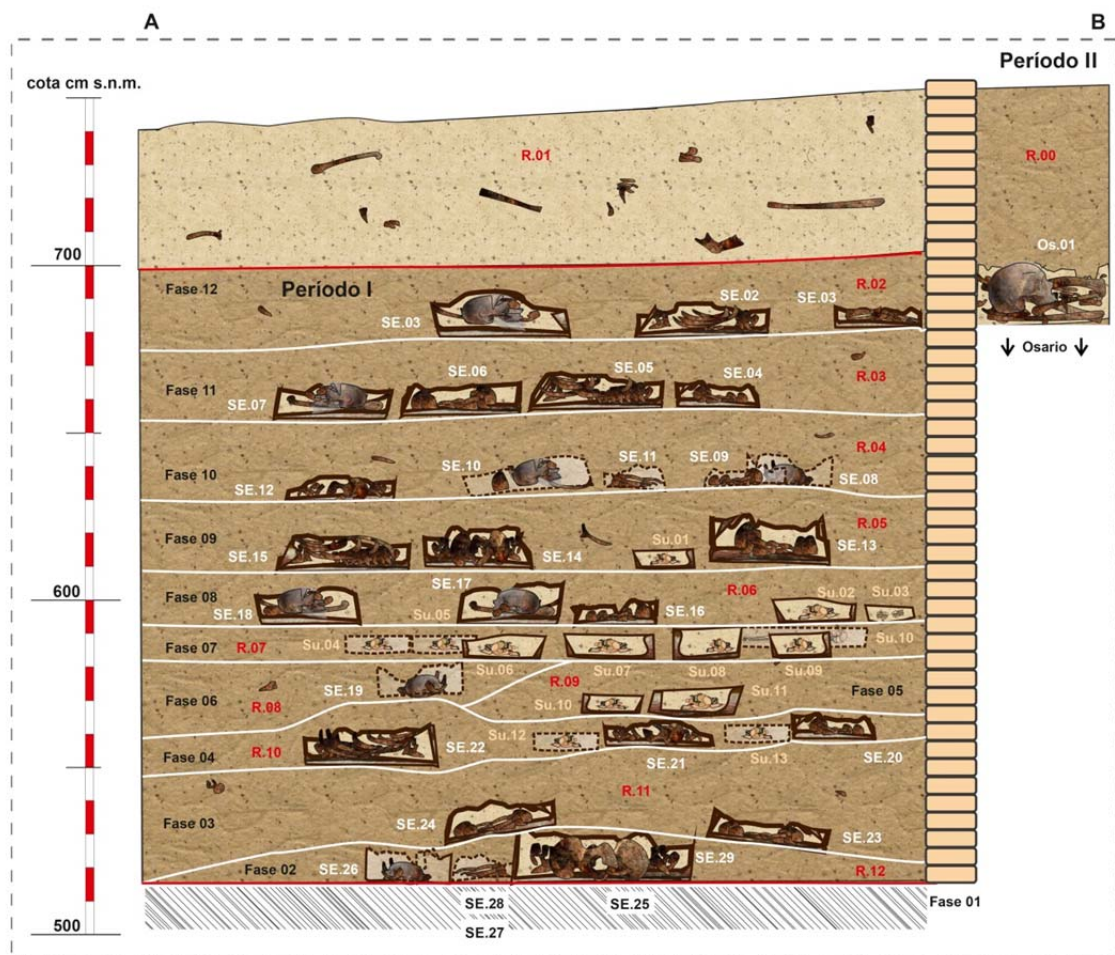 A
B
Período II
cota cm s.n.m.
R.01
R.00
Os.01
700
Fase 12
Período I
R.02
SE.02
SE.03
SE.03
Osario
R.03
SE.06
SE.05
SE.04
Fase 11
SE.07
R.04
SE.10
SE.11
SE.09
Fase 10
SE.08
SE.12
R.05
Fase 09
Su.01
SE.15
SE.14
SE.13
SE.17
600
Fase 08
R.06
Su.02
Su.03
SE.18
Su.05
SE.16
Fase 07
R.07
Su.04
Su.10
Su.06
Su.07
Su.08
Su.09
SE.19
R.09
Su.11
Fase 05
Fase 06
R.08
Su.10
Su.12
SE.22
Fase 04
R.10
SE.21
Su.13
SE.20
R.11
Fase 03
SE.24
SE.23
Fase 02
SE.26
SE.29
R.12
SE.28
SE.25
Fase 01
SE.27
500